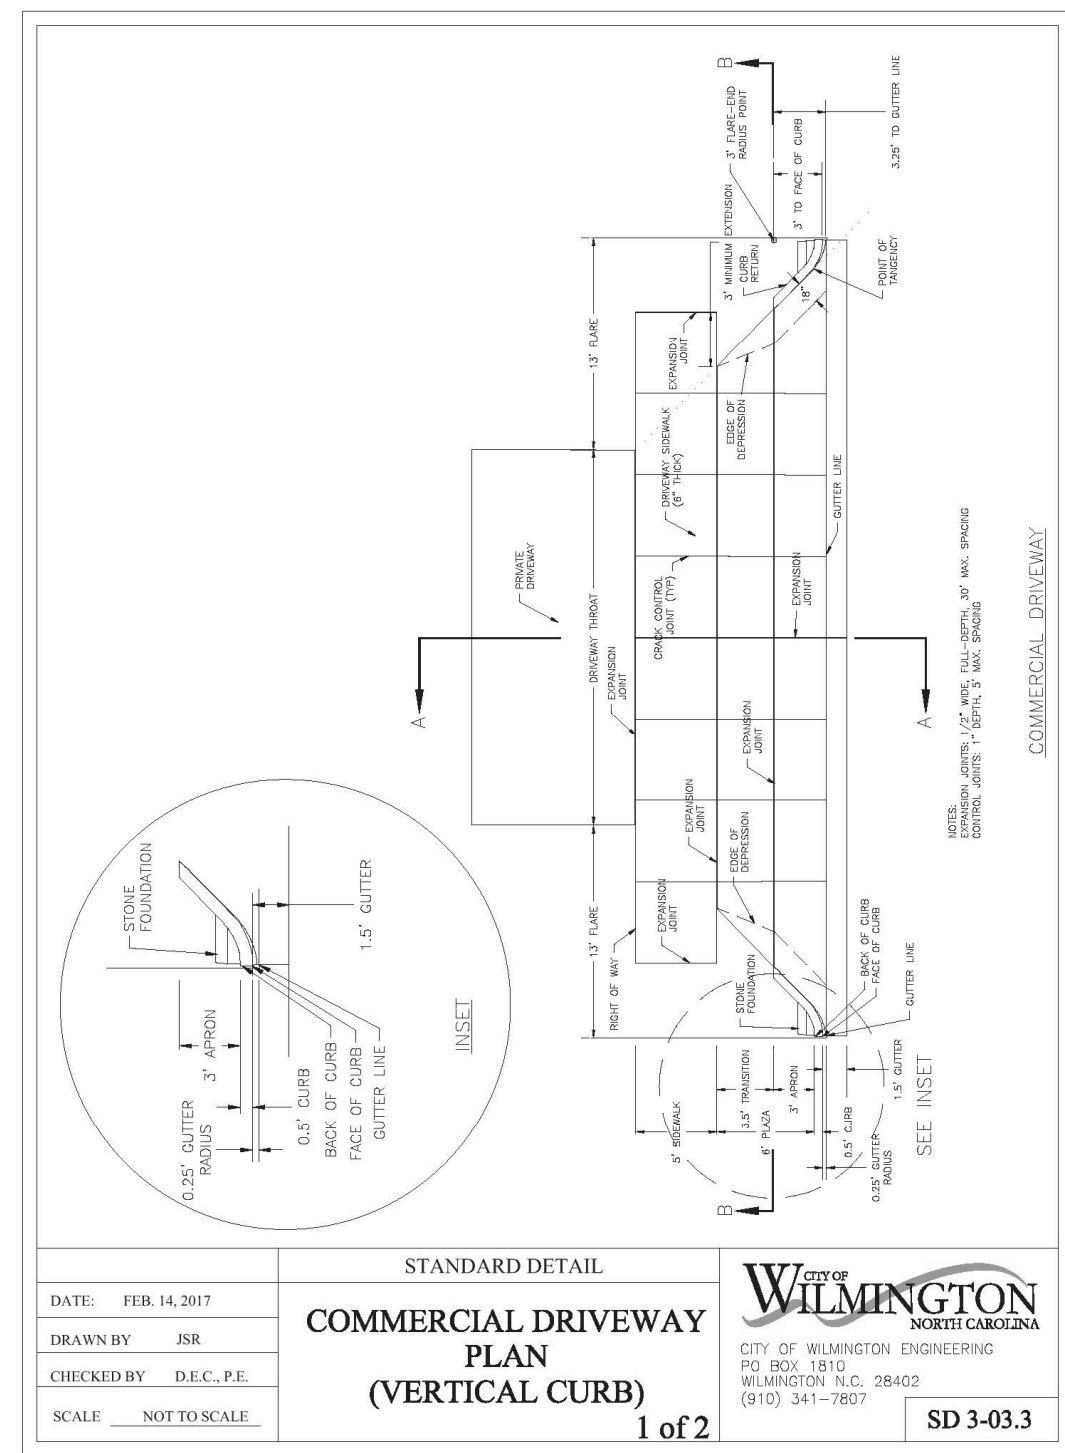 B
3' FLARE-END
RADIUS POINT
3' TO FACE OF CURB
3.25' TO GUTTER LINE
3' MINIMUM EXTENSION
CURB
RETURN
18"
POINT OF
TANGENCY
13' FLARE
EXPANSION
JOINT
EDGE OF
DEPRESSION
DRIVEWAY SIDEWALK
(6" THICK)
GUTTER LINE
PRIVATE
DRIVEWAY
DRIVEWAY THROAT
CRACK CONTROL
JOINT (TYP)
EXPANSION
JOINT
A
A
EXPANSION
JOINT
EXPANSION
JOINT
EXPANSION
JOINT
EDGE OF
DEPRESSION
EXPANSION
JOINT
13' FLARE
RIGHT OF WAY
STONE
FOUNDATION
BACK OF CURB
FACE OF CURB
GUTTER LINE
5' SIDEWALK
3.5' TRANSITION
6' PLAZA
3' APRON
0.5' CURB
0.25' GUTTER
RADIUS
1.5' GUTTER
SEE INSET
B
NOTES:
EXPANSION JOINTS: 1/2" WIDE, FULL-DEPTH, 30' MAX. SPACING
CONTROL JOINTS: 1" DEPTH, 5' MAX. SPACING
COMMERCIAL DRIVEWAY
STONE
FOUNDATION
1.5' GUTTER
3' APRON
0.25' GUTTER
RADIUS
0.5' CURB
BACK OF CURB
FACE OF CURB
GUTTER LINE
INSET
STANDARD DETAIL
DATE: FEB. 14, 2017
DRAWN BY JSR
CHECKED BY D.E.C., P.E.
SCALE NOT TO SCALE
COMMERCIAL DRIVEWAY
PLAN
(VERTICAL CURB)
1 of 2
CITY OF
WILMINGTON
NORTH CAROLINA
CITY OF WILMINGTON ENGINEERING
PO BOX 1810
WILMINGTON N.C. 28402
(910) 341-7807
SD 3-03.3